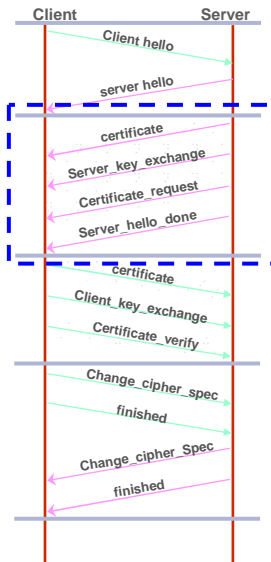 Client Server
Client hello
server hello
certificate
Server_key_exchange
Certificate_request
Server_hello_done
certificate
Client_key_exchange
Certificate_verify
Change_cipher_spec
finished
Change_cipher_Spec
finished